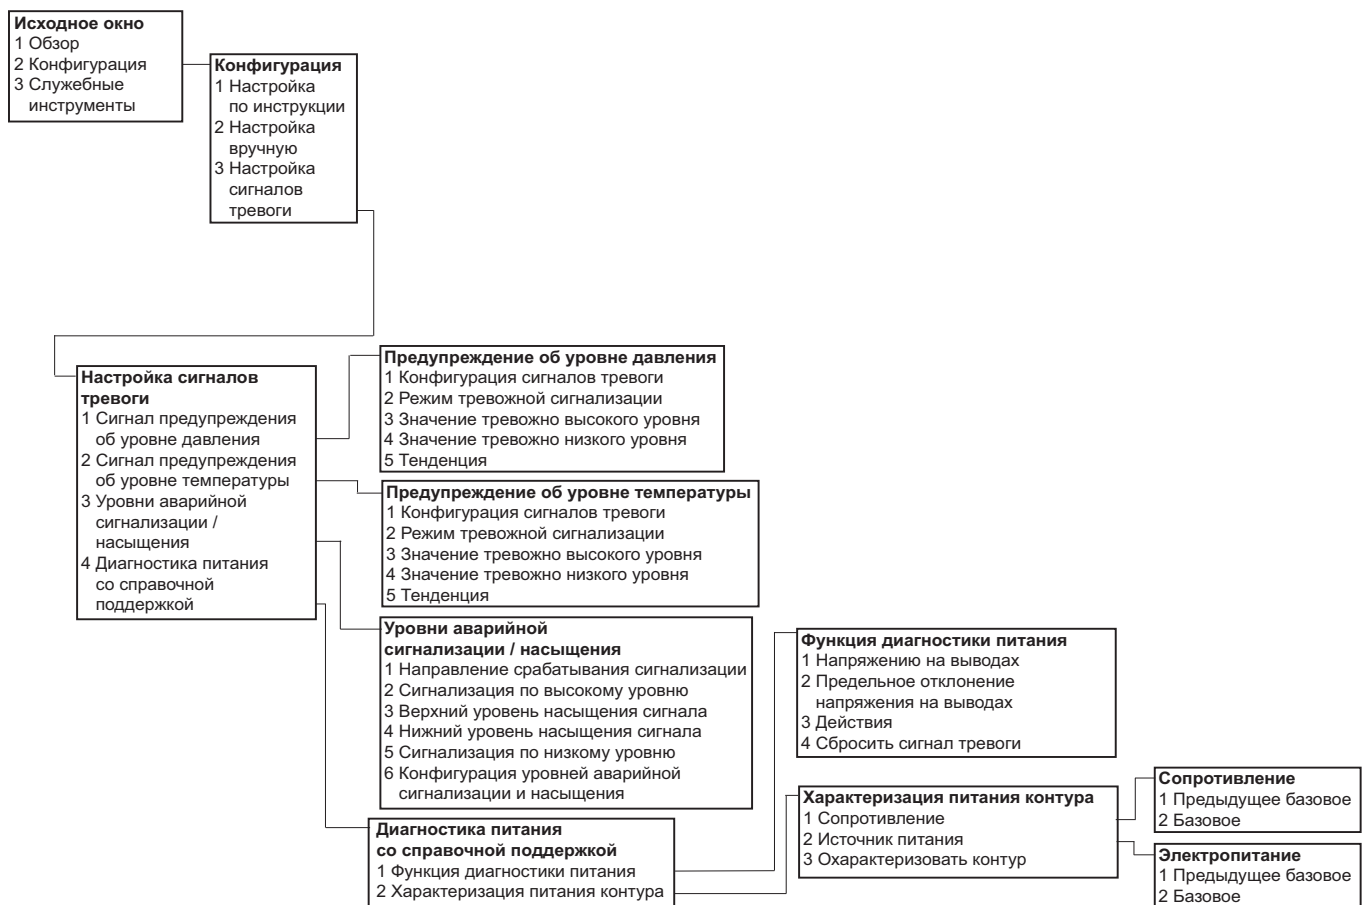 Исходное окно
1 Обзор
2 Конфигурация
3 Служебные
инструменты
Конфигурация
1 Настройка
по инструкции
2 Настройка
вручную
3 Настройка
сигналов
тревоги
Настройка сигналов
тревоги
1 Сигнал предупреждения
об уровне давления
2 Сигнал предупреждения
об уровне температуры
3 Уровни аварийной
сигнализации /
насыщения
4 Диагностика питания
со справочной
поддержкой
Предупреждение об уровне давления
1 Конфигурация сигналов тревоги
2 Режим тревожной сигнализации
3 Значение тревожно высокого уровня
4 Значение тревожно низкого уровня
5 Тенденция
Предупреждение об уровне температуры
1 Конфигурация сигналов тревоги
2 Режим тревожной сигнализации
3 Значение тревожно высокого уровня
4 Значение тревожно низкого уровня
5 Тенденция
Уровни аварийной
сигнализации / насыщения
1 Направление срабатывания сигнализации
2 Сигнализация по высокому уровню
3 Верхний уровень насыщения сигнала
4 Нижний уровень насыщения сигнала
5 Сигнализация по низкому уровню
6 Конфигурация уровней аварийной
сигнализации и насыщения
Диагностика питания
со справочной поддержкой
1 Функция диагностики питания
2 Характеризация питания контура
Функция диагностики питания
1 Напряжению на выводах
2 Предельное отклонение
напряжения на выводах
3 Действия
4 Сбросить сигнал тревоги
Характеризация питания контура
1 Сопротивление
2 Источник питания
3 Охарактеризовать контур
Сопротивление
1 Предыдущее базовое
2 Базовое
Электропитание
1 Предыдущее базовое
2 Базовое